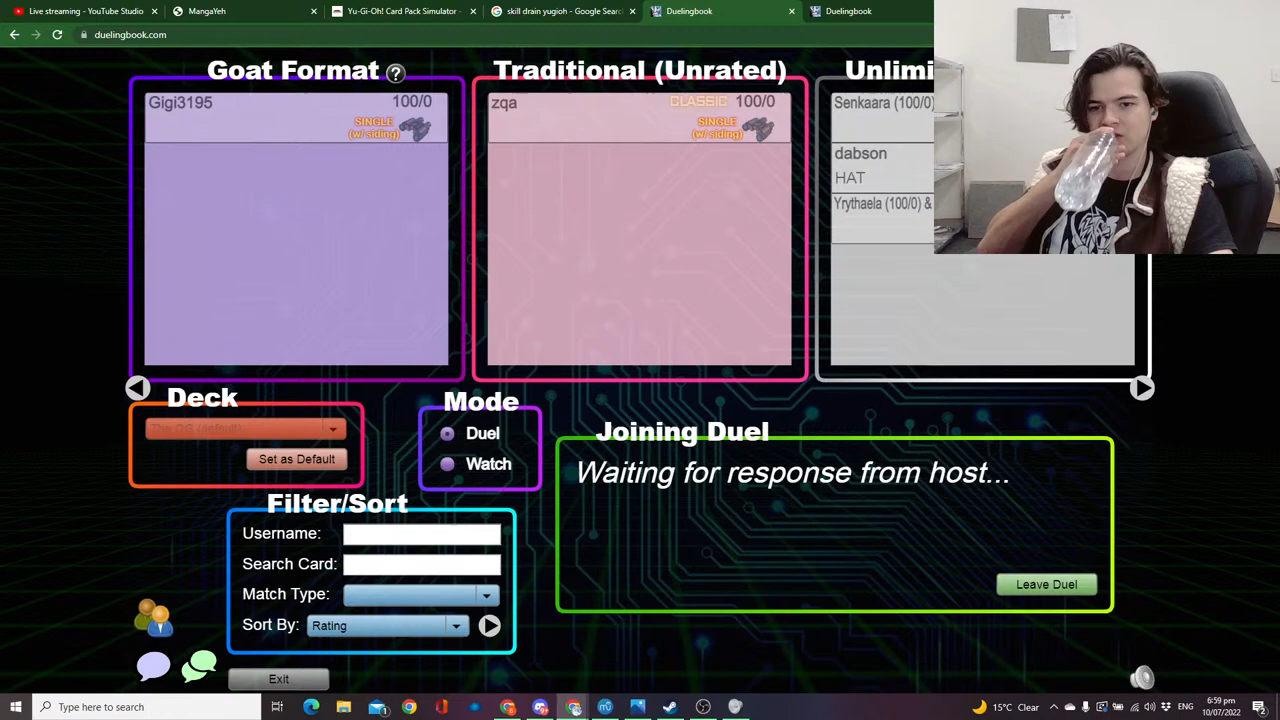 Live streaming - YouTube Studio
MangaYeh
Yu-Gi-Oh! Card Pack Simulator -
skill drain yugioh - Google Search
Duelingbook
Duelingbook
duelingbook.com
Goat Format ?
Traditional (Unrated)
Unlimi
Gigi3195 100/0
SINGLE
(w/ siding)
zqa CLASSIC 100/0
SINGLE
(w/ siding)
Senkaara (100/0)
dabson
HAT
Yrythaela (100/0) &
Deck
The OG (default)
Set as Default
Mode
Duel
Watch
Joining Duel
Waiting for response from host...
Leave Duel
Filter/Sort
Username:
Search Card:
Match Type:
Sort By: Rating
Exit
Type here to search
15°C Clear
ENG
6:59 pm
10/07/2022